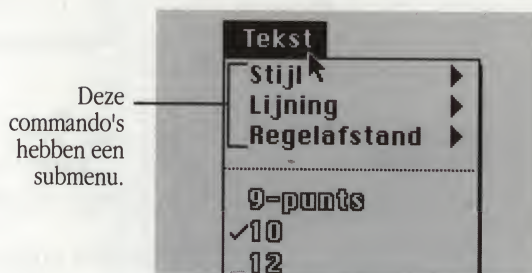 Tekst
Stijl
Lijning
Regelafstand
Deze
commando's
hebben een
submenu.
9-punts
✓10
12